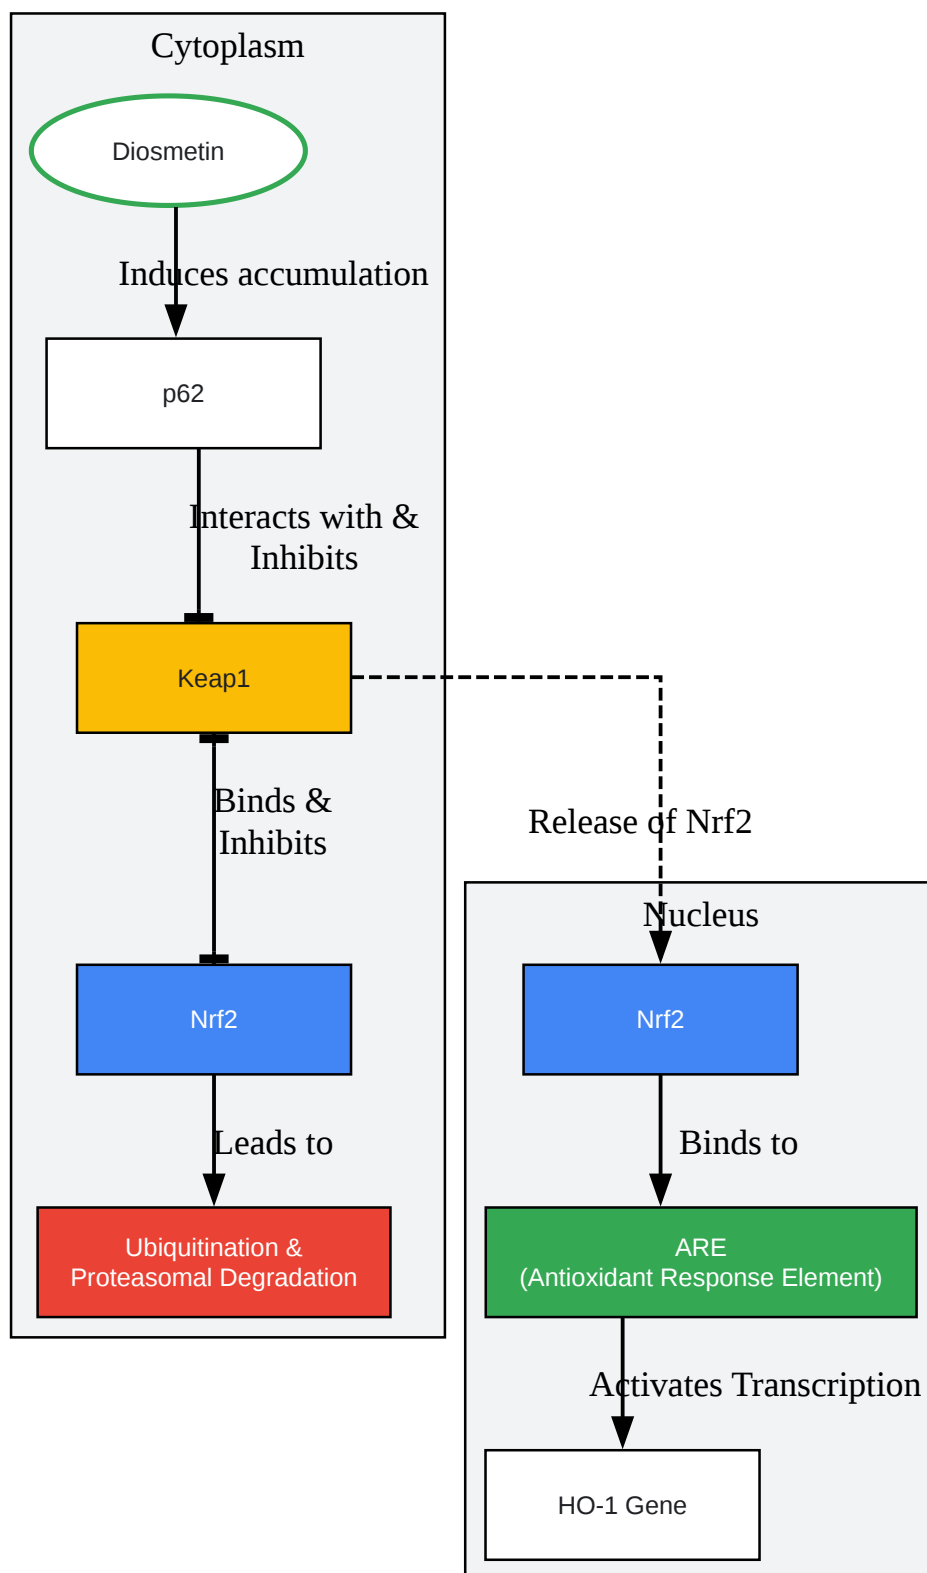 Cytoplasm
Diosmetin
Induces accumulation
p62
Interacts with &
Inhibits
Keap1
Binds &
Inhibits
Release of Nrf2
Nucleus
Nrf2
Nrf2
Leads to
Binds to
Ubiquitination &
Proteasomal Degradation
ARE
(Antioxidant Response Element)
Activates Transcription
HO-1 Gene